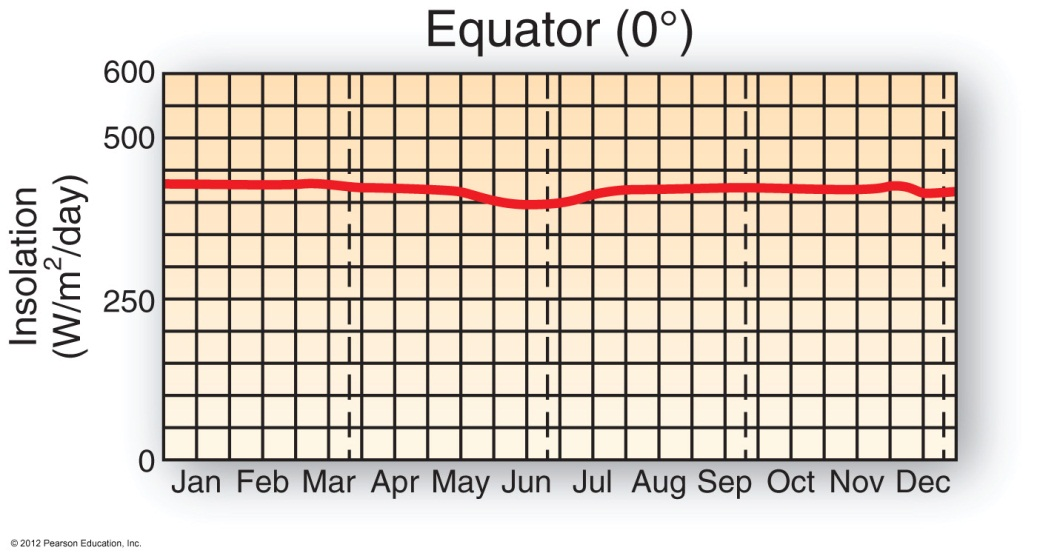 Equator (0°)
600
500
250
0
Insolation
(W/m²/day)
Jan Feb Mar Apr May Jun Jul Aug Sep Oct Nov Dec
© 2012 Pearson Education, Inc.